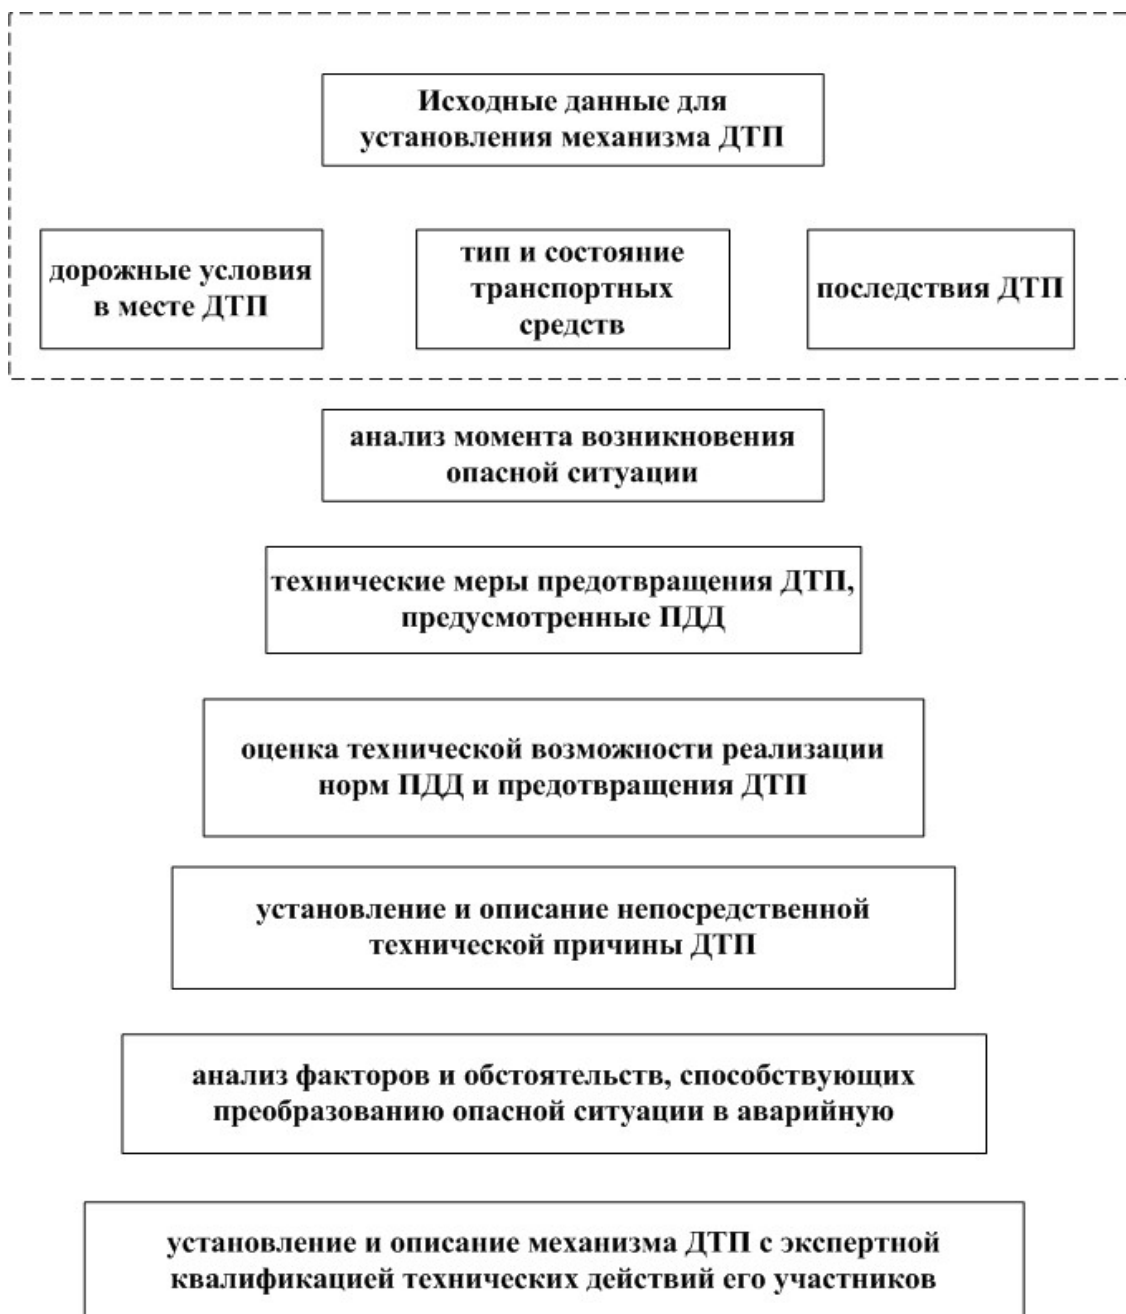 Исходные данные для
установления механизма ДТП
дорожные условия
в месте ДТП
тип и состояние
транспортных
средств
последствия ДТП
анализ момента возникновения
опасной ситуации
технические меры предотвращения ДТП,
предусмотренные ПДД
оценка технической возможности реализации
норм ПДД и предотвращения ДТП
установление и описание непосредственной
технической причины ДТП
анализ факторов и обстоятельств, способствующих
преобразованию опасной ситуации в аварийную
установление и описание механизма ДТП с экспертной
квалификацией технических действий его участников